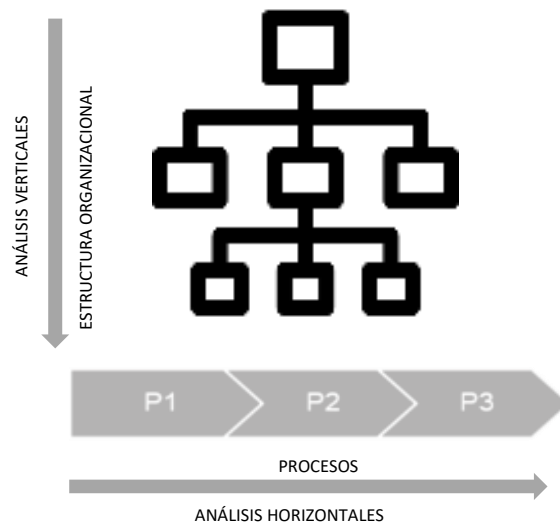 ANÁLISIS VERTICALES
ESTRUCTURA ORGANIZACIONAL
P1 P2 P3
PROCESOS
ANÁLISIS HORIZONTALES